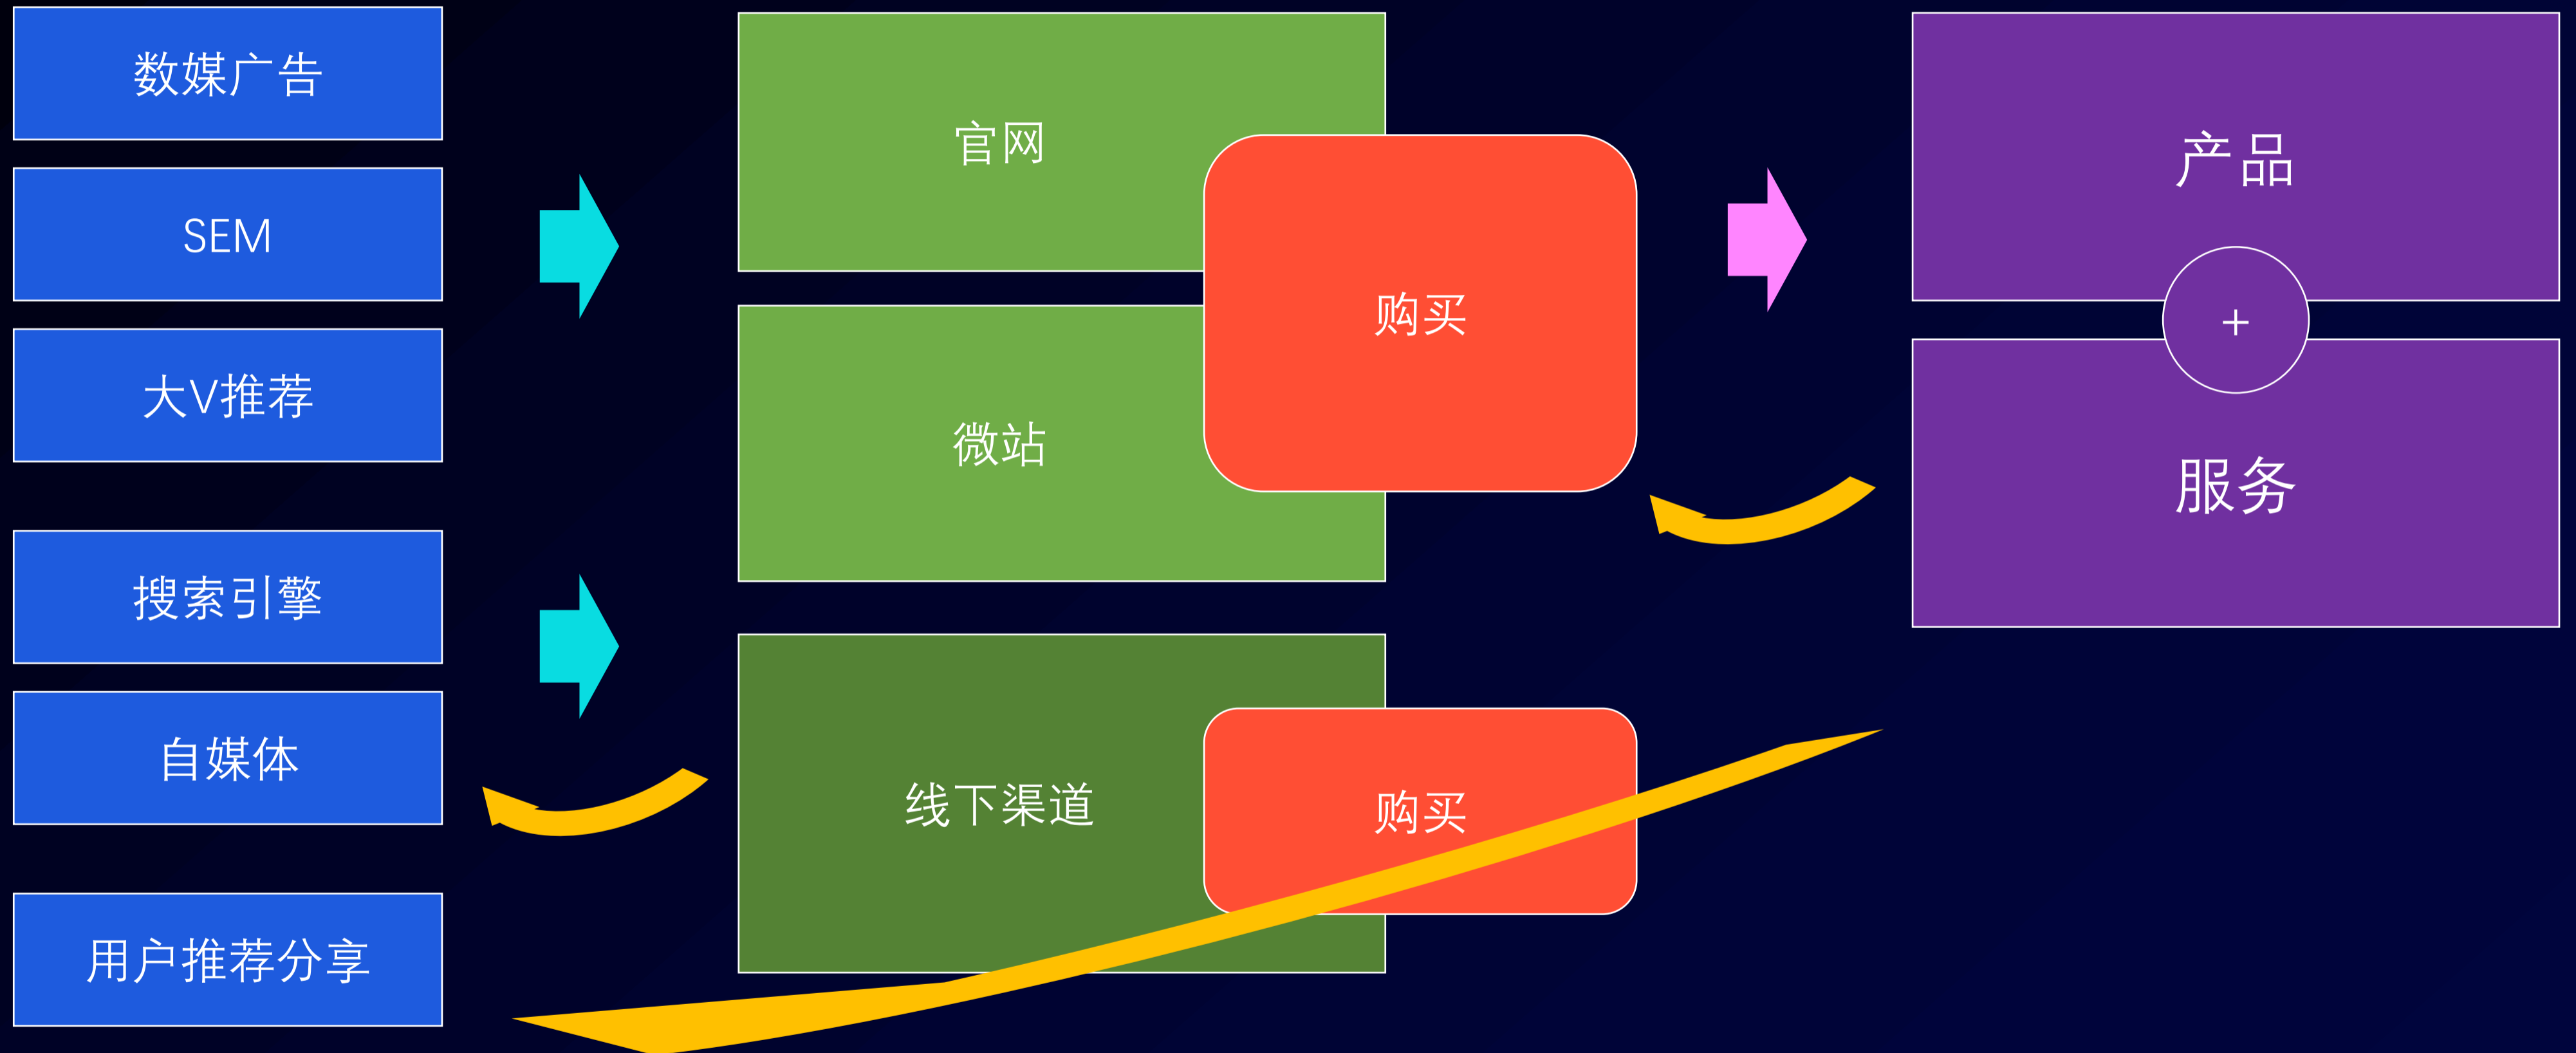 数媒广告
SEM
大V推荐
搜索引擎
自媒体
用户推荐分享
官网
微站
购买
线下渠道
购买
产品
+
服务